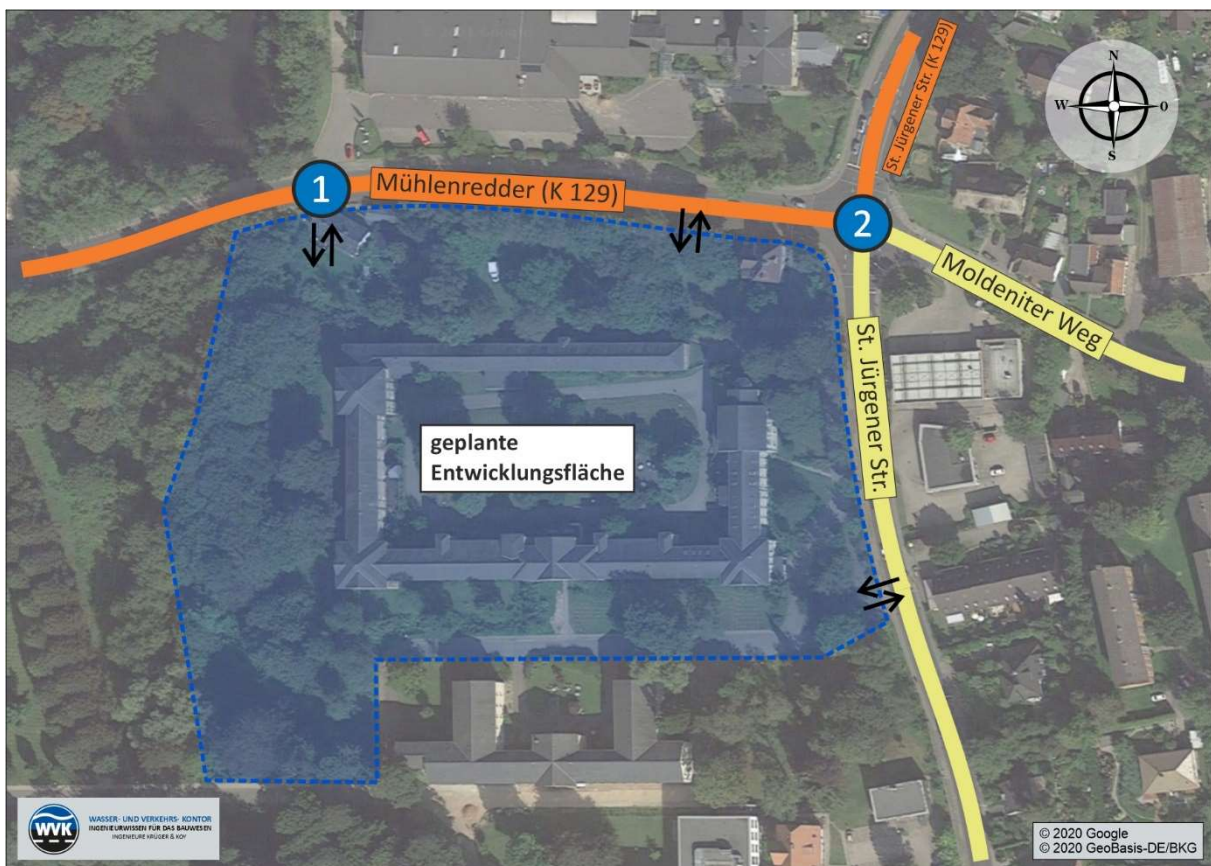 St. Jürgener Str. (K 129)
N
W
O
S
1
Mühlenredder (K 129)
2
Moldeniter Weg
St. Jürgener Str.
geplante
Entwicklungsfläche
WVK
WASSER- UND VERKEHRS- KONTOR
INGENIEURWISSEN FÜR DAS BAUWESEN
INGENIEURE KRÜGER & KOY
© 2020 Google
© 2020 GeoBasis-DE/BKG